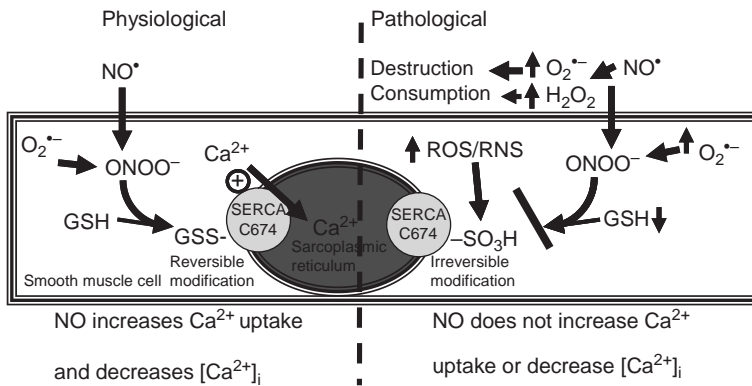 Physiological
NO•
O₂•−
ONOO⁻
GSH
GSS-
Reversible
modification
Smooth muscle cell
Ca²⁺
+
SERCA
C674
Ca²⁺
Sarcoplasmic
reticulum
NO increases Ca²⁺ uptake
and decreases [Ca²⁺]ᵢ
Pathological
Destruction O₂•− NO•
Consumption H₂O₂
ROS/RNS
ONOO⁻
O₂•−
GSH
SERCA
C674
–SO₃H
Irreversible
modification
NO does not increase Ca²⁺
uptake or decrease [Ca²⁺]ᵢ